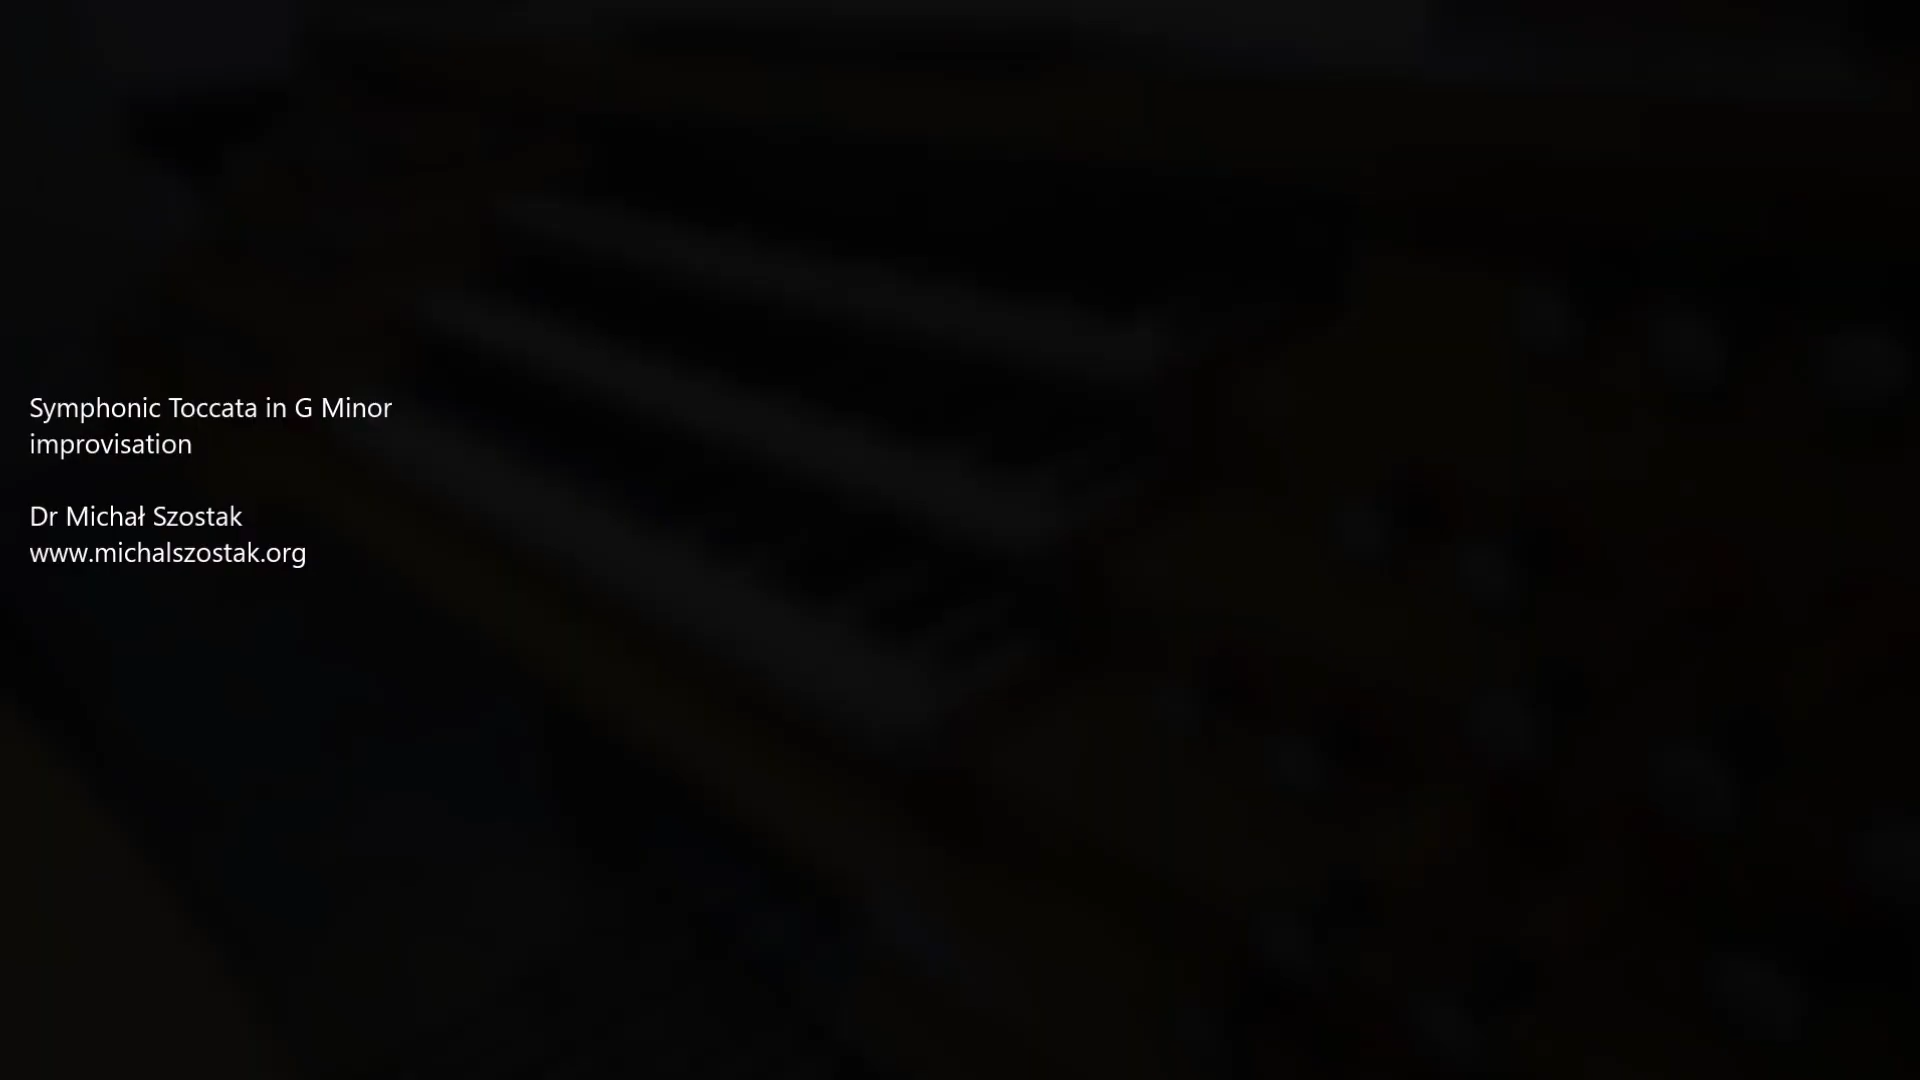 Symphonic Toccata in G Minor
improvisation
Dr Michał Szostak
www.michalszostak.org